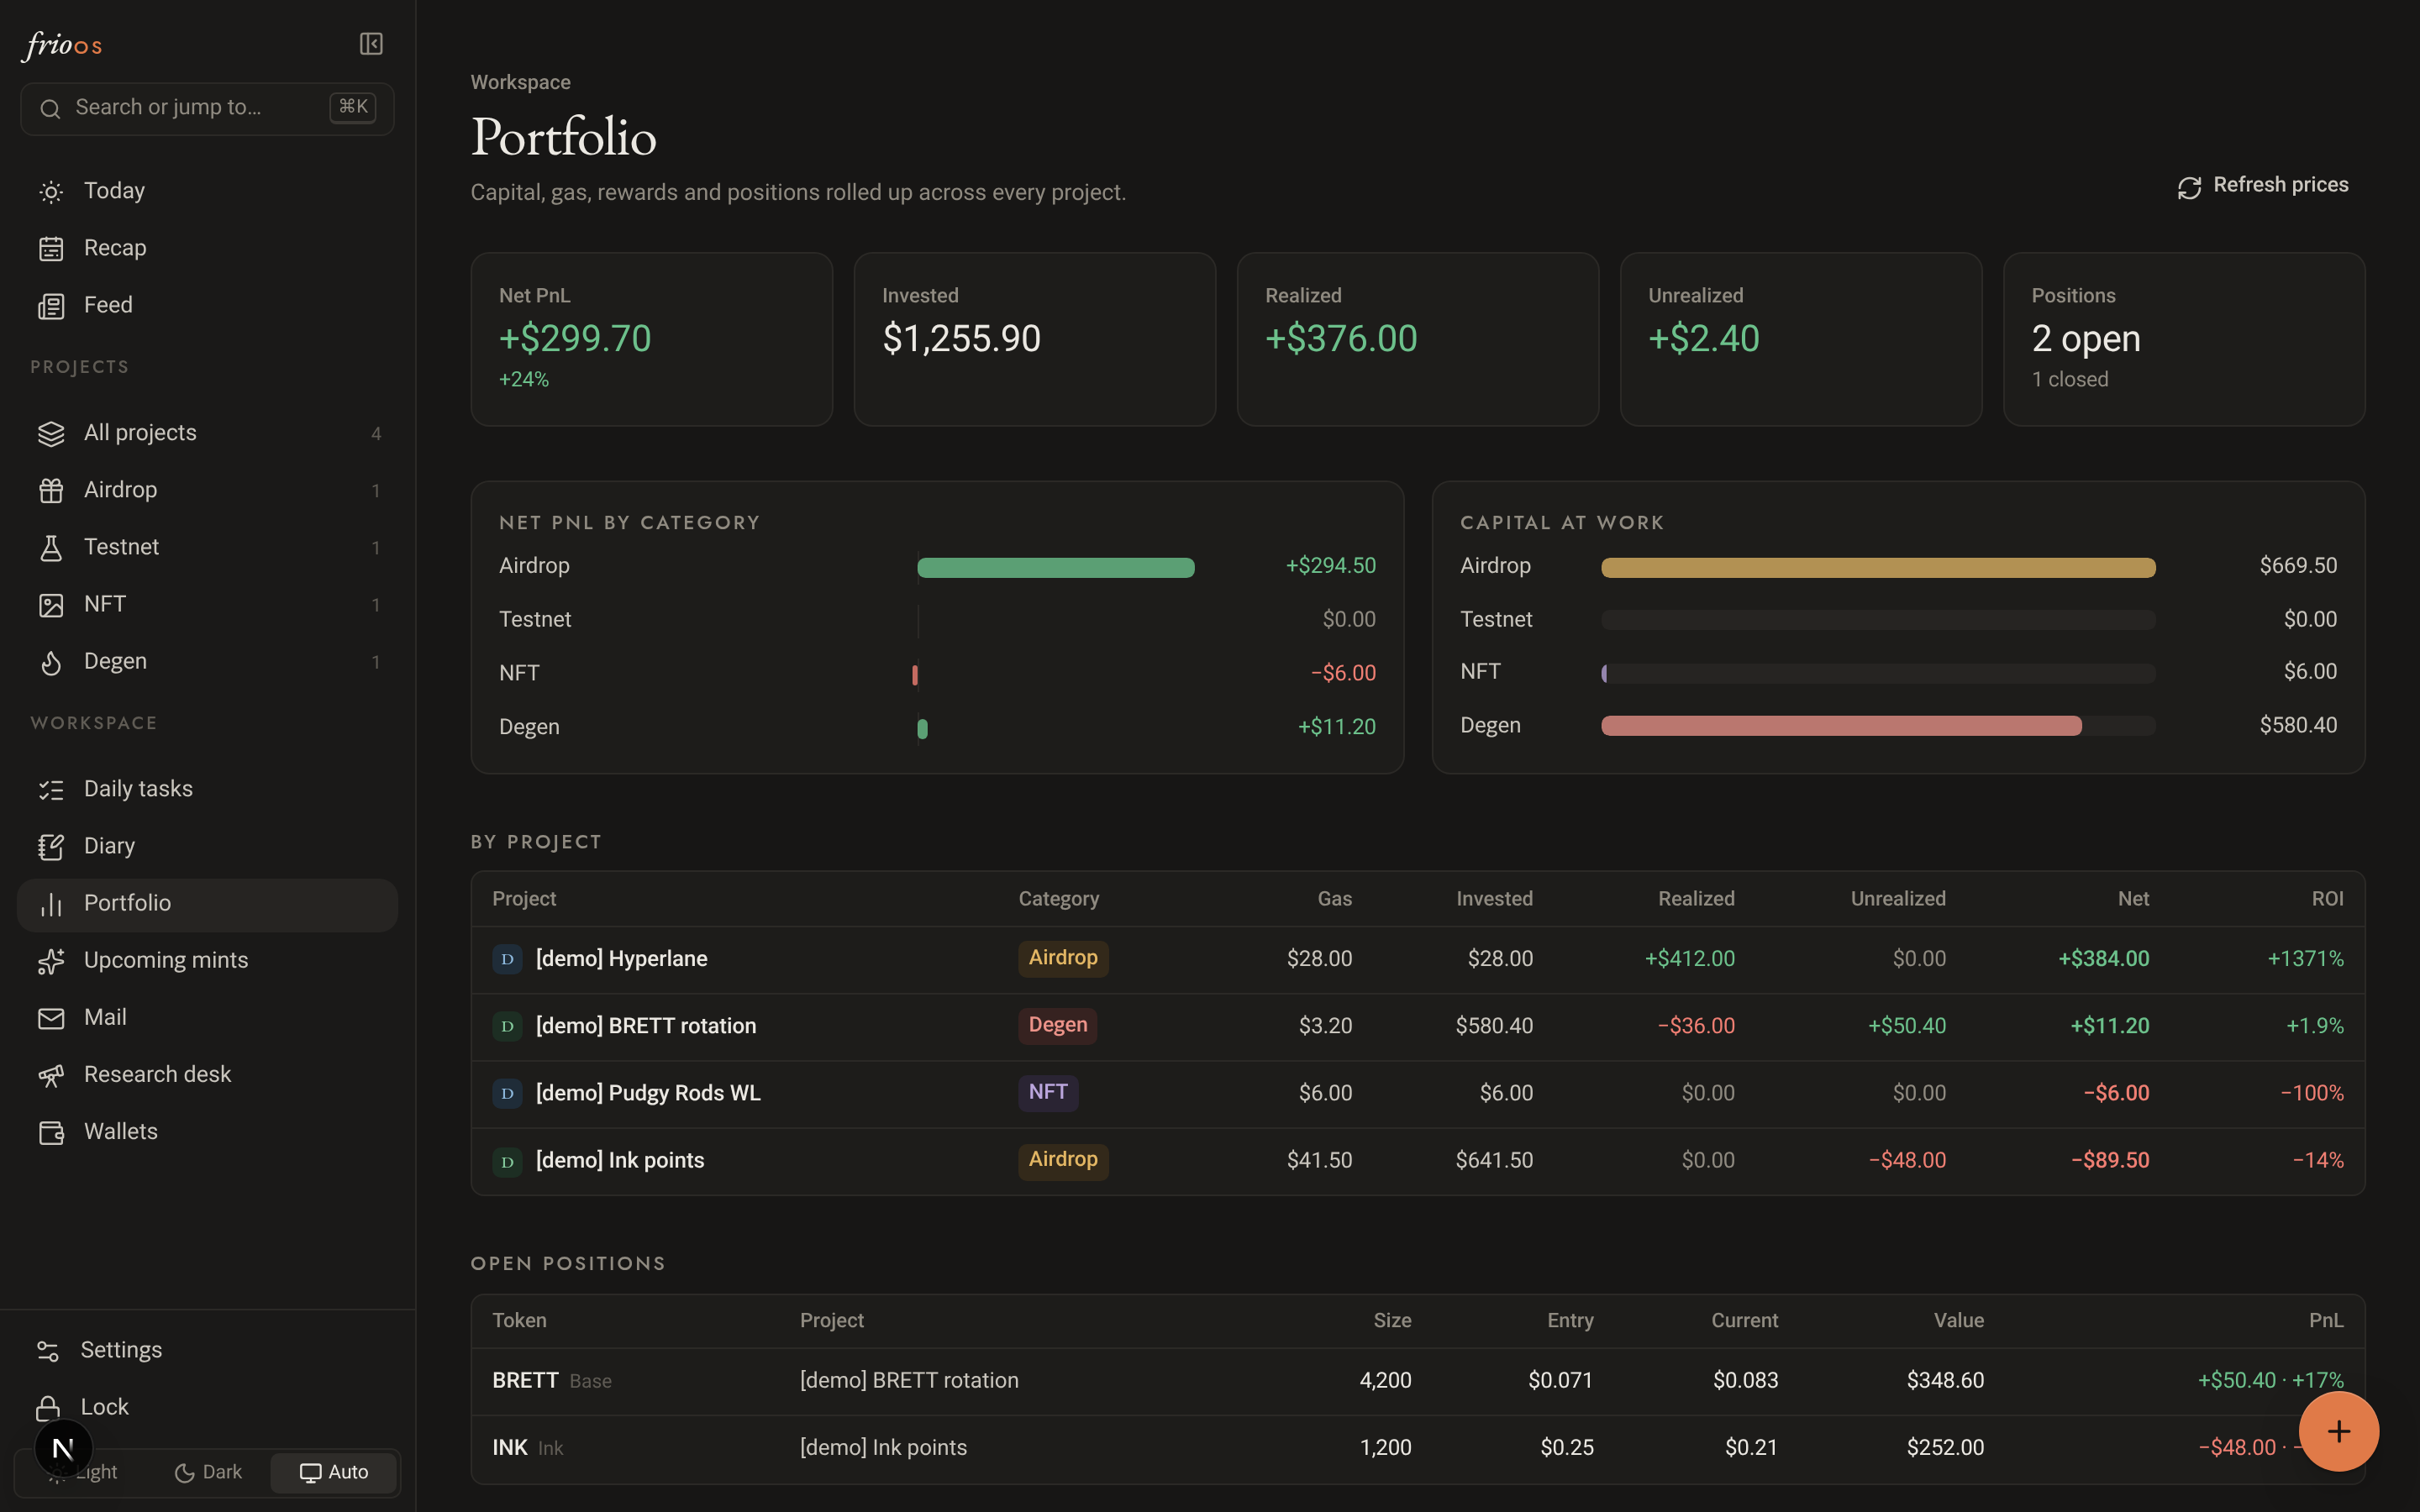 frioos
Search or jump to... ⌘K
Today
Recap
Feed
PROJECTS
All projects 4
Airdrop 1
Testnet 1
NFT 1
Degen 1
WORKSPACE
Daily tasks
Diary
Portfolio
Upcoming mints
Mail
Research desk
Wallets
Settings
Lock
N
Light Dark Auto
Workspace
Portfolio
Capital, gas, rewards and positions rolled up across every project.
Refresh prices
Net PnL
+$299.70
+24%
Invested
$1,255.90
Realized
+$376.00
Unrealized
+$2.40
Positions
2 open
1 closed
NET PNL BY CATEGORY
Airdrop +$294.50
Testnet $0.00
NFT −$6.00
Degen +$11.20
CAPITAL AT WORK
Airdrop $669.50
Testnet $0.00
NFT $6.00
Degen $580.40
BY PROJECT
Project Category Gas Invested Realized Unrealized Net ROI
D [demo] Hyperlane Airdrop $28.00 $28.00 +$412.00 $0.00 +$384.00 +1371%
D [demo] BRETT rotation Degen $3.20 $580.40 −$36.00 +$50.40 +$11.20 +1.9%
D [demo] Pudgy Rods WL NFT $6.00 $6.00 $0.00 $0.00 −$6.00 −100%
D [demo] Ink points Airdrop $41.50 $641.50 $0.00 −$48.00 −$89.50 −14%
OPEN POSITIONS
Token Project Size Entry Current Value PnL
BRETT Base [demo] BRETT rotation 4,200 $0.071 $0.083 $348.60 +$50.40 · +17%
INK Ink [demo] Ink points 1,200 $0.25 $0.21 $252.00 −$48.00 · −